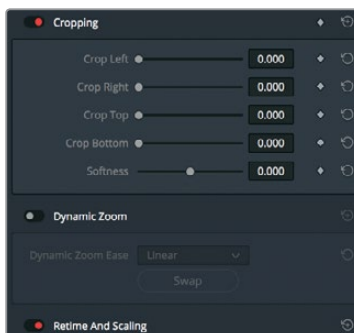 Cropping
Crop Left 0.000
Crop Right 0.000
Crop Top 0.000
Crop Bottom 0.000
Softness 0.000
Dynamic Zoom
Dynamic Zoom Ease Linear
Swap
Retime And Scaling